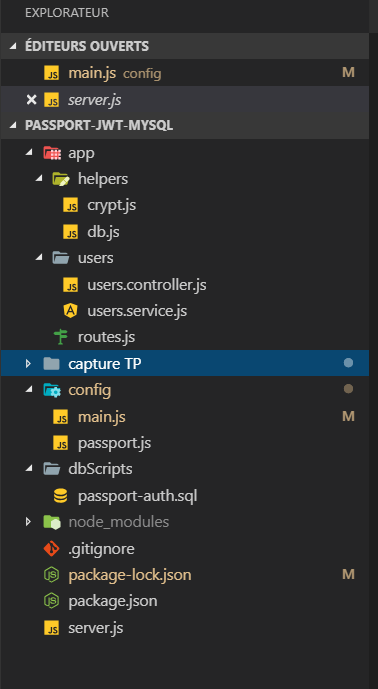 EXPLORATEUR
ÉDITEURS OUVERTS
JS main.js config M
JS server.js
PASSPORT-JWT-MYSQL
app
helpers
JS crypt.js
JS db.js
users
JS users.controller.js
users.service.js
routes.js
capture TP
config
JS main.js M
JS passport.js
dbScripts
passport-auth.sql
node_modules
.gitignore
package-lock.json M
package.json
JS server.js